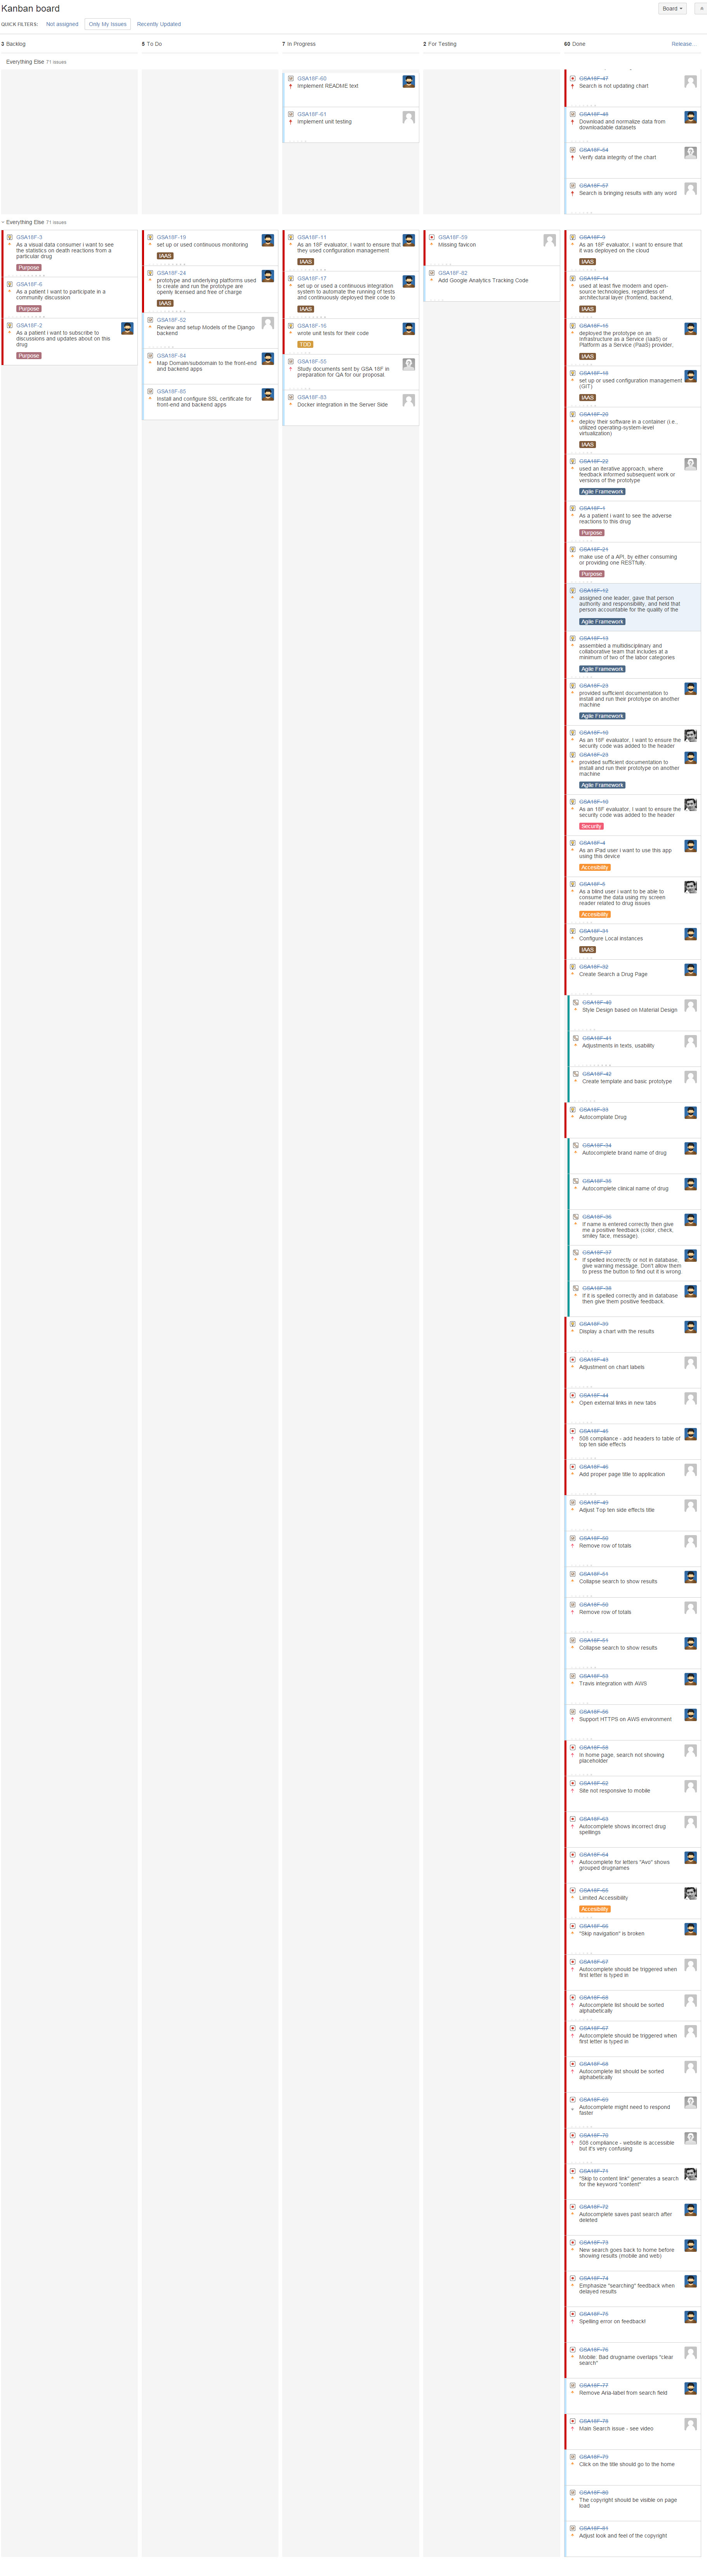 Kanban board
Board
QUICK FILTERS: Not assigned Only My Issues Recently Updated
3 Backlog
5 To Do
7 In Progress
2 For Testing
60 Done
Release...
Everything Else 71 issues
GSA18F-60
Implement README text
GSA18F-61
Implement unit testing
GSA18F-47
Search is not updating chart
GSA18F-48
Download and normalize data from
downloadable datasets
GSA18F-54
Verify data integrity of the chart
GSA18F-57
Search is bringing results with any word
Everything Else 71 issues
GSA18F-3
As a visual data consumer I want to see
the statistics on death reactions from a
particular drug
Purpose
GSA18F-6
As a patient I want to participate in a
community discussion
Purpose
GSA18F-2
As a patient i want to subscribe to
discussions and updates about on this
drug
Purpose
GSA18F-19
set up or used continuous monitoring
IAAS
GSA18F-24
prototype and underlying platforms used
to create and run the prototype are
openly licensed and free of charge
IAAS
GSA18F-52
Review and setup Models of the Django
backend
GSA18F-84
Map Domain/subdomain to the front-end
and backend apps
GSA18F-85
Install and configure SSL certificate for
front-end and backend apps
GSA18F-11
As an 18F evaluator, I want to ensure that
they used configuration management
IAAS
GSA18F-17
set up or used a continuous integration
system to automate the running of tests
and continuously deployed their code to
IAAS
GSA18F-16
wrote unit tests for their code
TDD
GSA18F-55
Study documents sent by GSA 18F in
preparation for QA for our proposal.
GSA18F-83
Docker integration in the Server Side
GSA18F-59
Missing favicon
GSA18F-82
Add Google Analytics Tracking Code
GSA18F-9
As an 18F evaluator, I want to ensure that
it was deployed on the cloud
IAAS
GSA18F-14
used at least five modern and open-
source technologies, regardless of
architectural layer (frontend, backend,
IAAS
GSA18F-15
deployed the prototype on an
Infrastructure as a Service (IaaS) or
Platform as a Service (PaaS) provider,
IAAS
GSA18F-18
set up or used configuration management
(GIT)
IAAS
GSA18F-20
deploy their software in a container (i.e.,
utilized operating-system-level
virtualization)
IAAS
GSA18F-22
used an iterative approach, where
feedback informed subsequent work or
versions of the prototype
Agile Framework
GSA18F-1
As a patient i want to see the adverse
reactions to this drug
Purpose
GSA18F-21
make use of a API, by either consuming
or providing one RESTfully.
Purpose
GSA18F-12
assigned one leader, gave that person
authority and responsibility, and held that
person accountable for the quality of the
Agile Framework
GSA18F-13
assembled a multidisciplinary and
collaborative team that includes at a
minimum of two of the labor categories
Agile Framework
GSA18F-23
provided sufficient documentation to
install and run their prototype on another
machine
Agile Framework
GSA18F-10
As an 18F evaluator, I want to ensure the
security code was added to the header
GSA18F-23
provided sufficient documentation to
install and run their prototype on another
machine
Agile Framework
GSA18F-10
As an 18F evaluator, I want to ensure the
security code was added to the header
Security
GSA18F-4
As an iPad user i want to use this app
using this device
Accesibility
GSA18F-5
As a blind user i want to be able to
consume the data using my screen
reader related to drug issues
Accesibility
GSA18F-31
Configure Local instances
IAAS
GSA18F-32
Create Search a Drug Page
GSA18F-40
Style Design based on Material Design
GSA18F-41
Adjustments in texts, usability
GSA18F-42
Create template and basic prototype
GSA18F-33
Autocomplate Drug
GSA18F-34
Autocomplete brand name of drug
GSA18F-35
Autocomplete clinical name of drug
GSA18F-36
If name is entered correctly then give
me a positive feedback (color, check,
smiley face, message).
GSA18F-37
If spelled incorrectly or not in database,
give warning message. Don't allow them
to press the button to find out it is wrong.
GSA18F-38
If it is spelled correctly and in database
then give them positive feedback.
GSA18F-39
Display a chart with the results
GSA18F-43
Adjustment on chart labels
GSA18F-44
Open external links in new tabs
GSA18F-45
508 compliance - add headers to table of
top ten side effects
GSA18F-46
Add proper page title to application
GSA18F-49
Adjust Top ten side effects title
GSA18F-50
Remove row of totals
GSA18F-51
Collapse search to show results
GSA18F-50
Remove row of totals
GSA18F-51
Collapse search to show results
GSA18F-53
Travis integration with AWS
GSA18F-56
Support HTTPS on AWS environment
GSA18F-58
In home page, search not showing
placeholder
GSA18F-62
Site not responsive to mobile
GSA18F-63
Autocomplete shows incorrect drug
spellings
GSA18F-64
Autocomplete for letters "Avo" shows
grouped drugnames
GSA18F-65
Limited Accessibility
Accesibility
GSA18F-66
"Skip navigation" is broken
GSA18F-67
Autocomplete should be triggered when
first letter is typed in
GSA18F-68
Autocomplete list should be sorted
alphabetically
GSA18F-67
Autocomplete should be triggered when
first letter is typed in
GSA18F-68
Autocomplete list should be sorted
alphabetically
GSA18F-69
Autocomplete might need to respond
faster
GSA18F-70
508 compliance - website is accessible
but it's very confusing
GSA18F-71
"Skip to content link" generates a search
for the keyword "content"
GSA18F-72
Autocomplete saves past search after
deleted
GSA18F-73
New search goes back to home before
showing results (mobile and web)
GSA18F-74
Emphasize "searching" feedback when
delayed results
GSA18F-75
Spelling error on feedback!
GSA18F-76
Mobile: Bad drugname overlaps "clear
search"
GSA18F-77
Remove Aria-label from search field
GSA18F-78
Main Search issue - see video
GSA18F-79
Click on the title should go to the home
GSA18F-80
The copyright should be visible on page
load
GSA18F-81
Adjust look and feel of the copyright